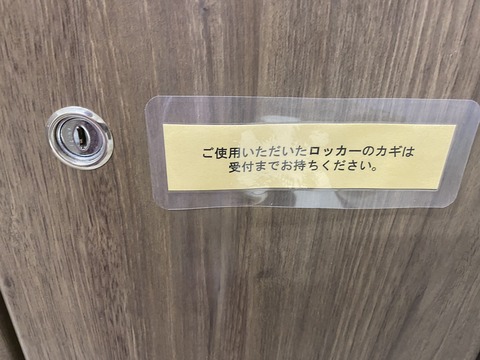 ご使用いただいたロッカーのカギは
受付までお持ちください。